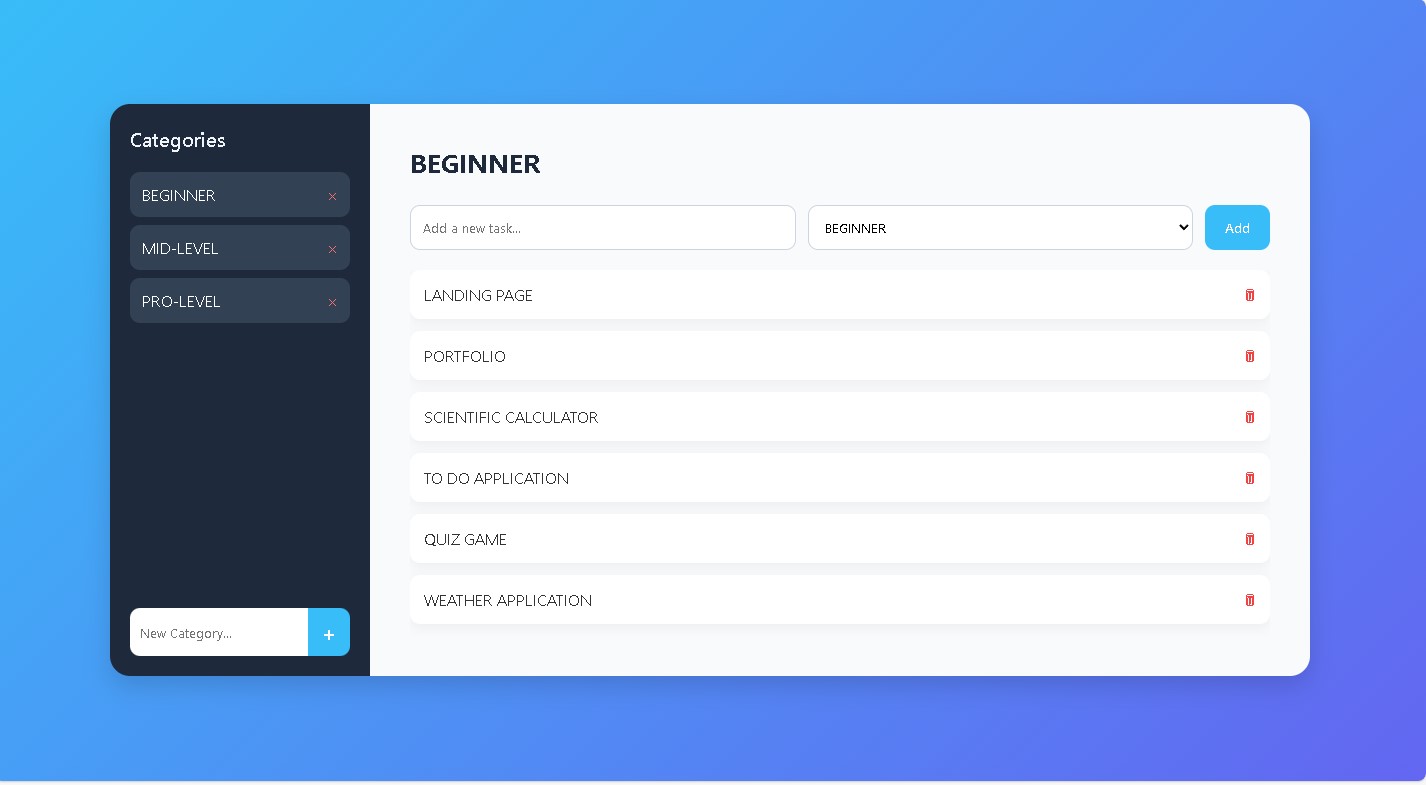 Categories
BEGINNER ×
MID-LEVEL ×
PRO-LEVEL ×
New Category... +
BEGINNER
Add a new task... BEGINNER Add
LANDING PAGE
PORTFOLIO
SCIENTIFIC CALCULATOR
TO DO APPLICATION
QUIZ GAME
WEATHER APPLICATION